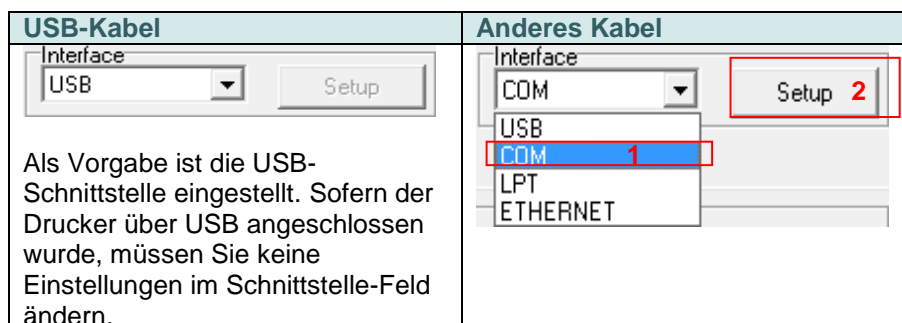 USB-Kabel
Interface
USB
Setup
Als Vorgabe ist die USB-
Schnittstelle eingestellt. Sofern der
Drucker über USB angeschlossen
wurde, müssen Sie keine
Einstellungen im Schnittstelle-Feld
ändern.
Anderes Kabel
Interface
COM
Setup 2
USB
COM 1
LPT
ETHERNET